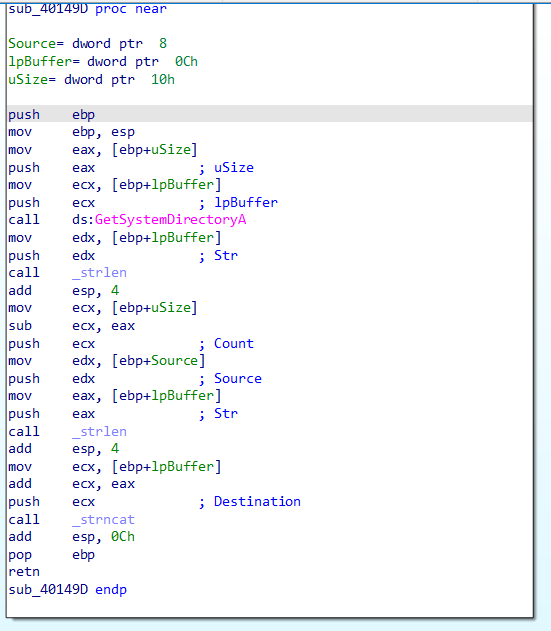 sub_40149D proc near
Source= dword ptr  8
lpBuffer= dword ptr  0Ch
uSize= dword ptr  10h
push    ebp
mov     ebp, esp
mov     eax, [ebp+uSize]
push    eax             ; uSize
mov     ecx, [ebp+lpBuffer]
push    ecx             ; lpBuffer
call    ds:GetSystemDirectoryA
mov     edx, [ebp+lpBuffer]
push    edx             ; Str
call    _strlen
add     esp, 4
mov     ecx, [ebp+uSize]
sub     ecx, eax
push    ecx             ; Count
mov     edx, [ebp+Source]
push    edx             ; Source
mov     eax, [ebp+lpBuffer]
push    eax             ; Str
call    _strlen
add     esp, 4
mov     ecx, [ebp+lpBuffer]
add     ecx, eax
push    ecx             ; Destination
call    _strncat
add     esp, 0Ch
pop     ebp
retn
sub_40149D endp